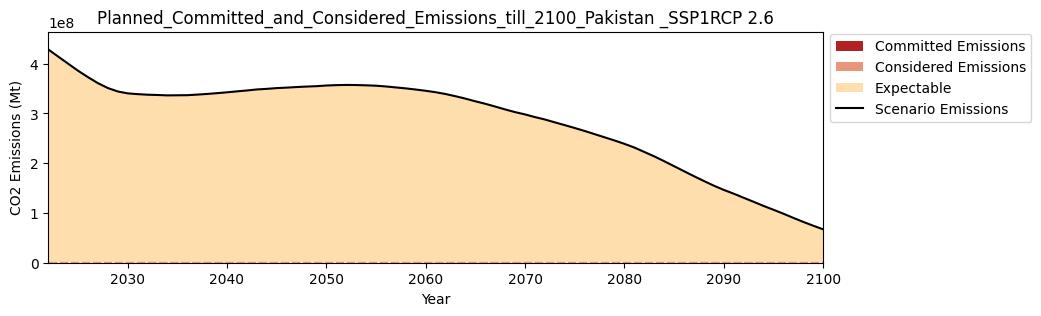 Planned_Committed_and_Considered_Emissions_till_2100_Pakistan _SSP1RCP 2.6
1e8
4
3
2
1
0
CO2 Emissions (Mt)
2030 2040 2050 2060 2070 2080 2090 2100
Year
Committed Emissions
Considered Emissions
Expectable
Scenario Emissions